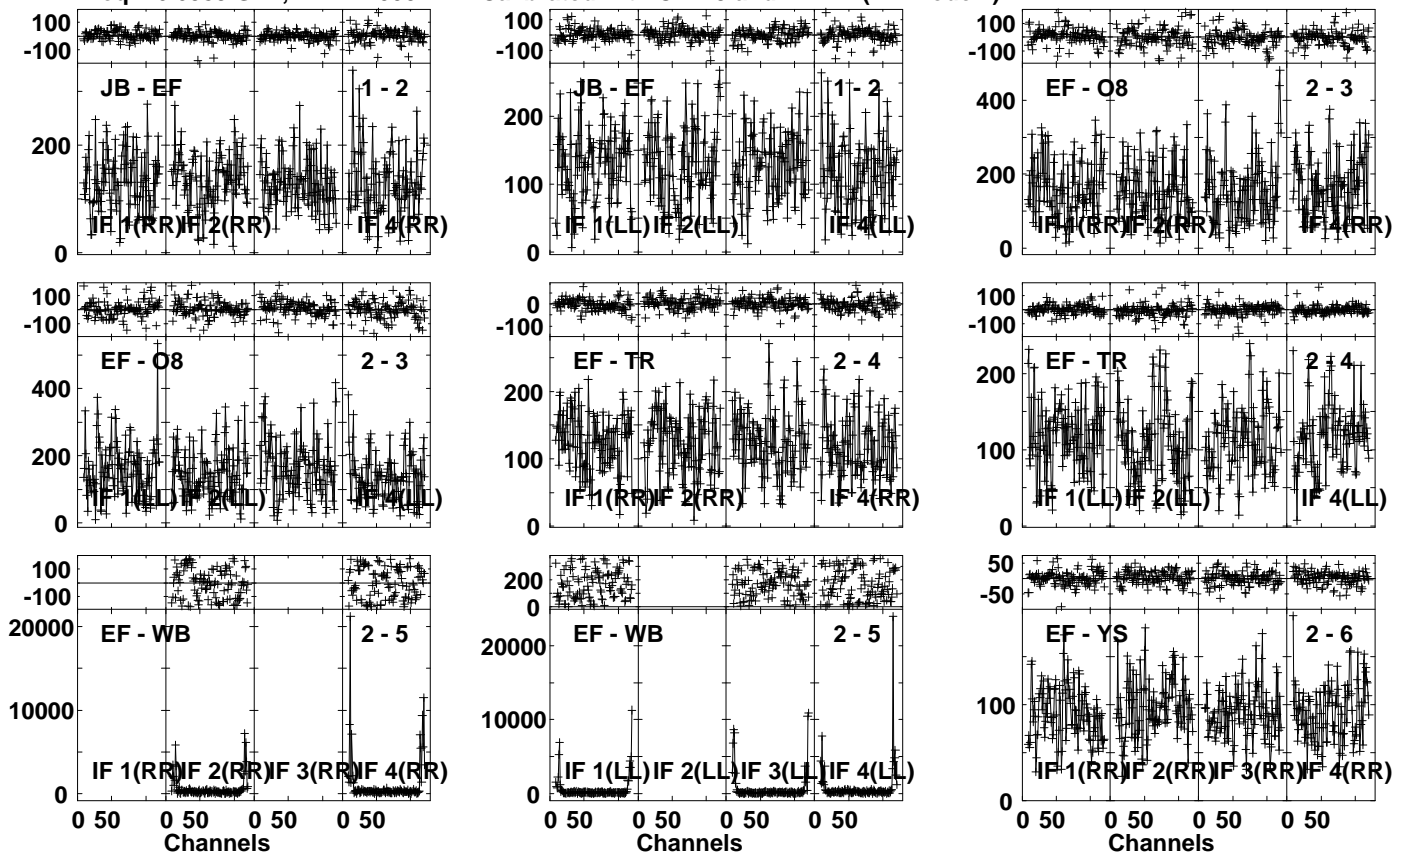 100 100 100
-100 -100 -100
JB - EF 1 - 2 JB - EF 1 - 2 EF - O8 2 - 3
200 200 400
100 200
0 0 0
IF 1(RR) IF 2(RR) IF 4(RR) IF 1(LL) IF 2(LL) IF 4(LL) IF 1(RR) IF 2(RR) IF 4(RR)
100 0 100
-100 -100 -100
EF - O8 2 - 3 EF - TR 2 - 4 EF - TR 2 - 4
400 200 200
200 100 100
0 0 0
IF 1(LL) IF 2(LL) IF 4(LL) IF 1(RR) IF 2(RR) IF 4(RR) IF 1(LL) IF 2(LL) IF 4(LL)
100 200 50
-100 0 -50
EF - WB 2 - 5 EF - WB 2 - 5 EF - YS 2 - 6
20000 20000 100
10000 10000
0 0 0
IF 1(RR) IF 2(RR) IF 3(RR) IF 4(RR) IF 1(LL) IF 2(LL) IF 3(LL) IF 4(LL) IF 1(RR) IF 2(RR) IF 3(RR) IF 4(RR)
0 50 0 50 0 50 0 50 0 50 0 50 0 50 0 50 0 50 0 50 0 50 0 50
Channels Channels Channels